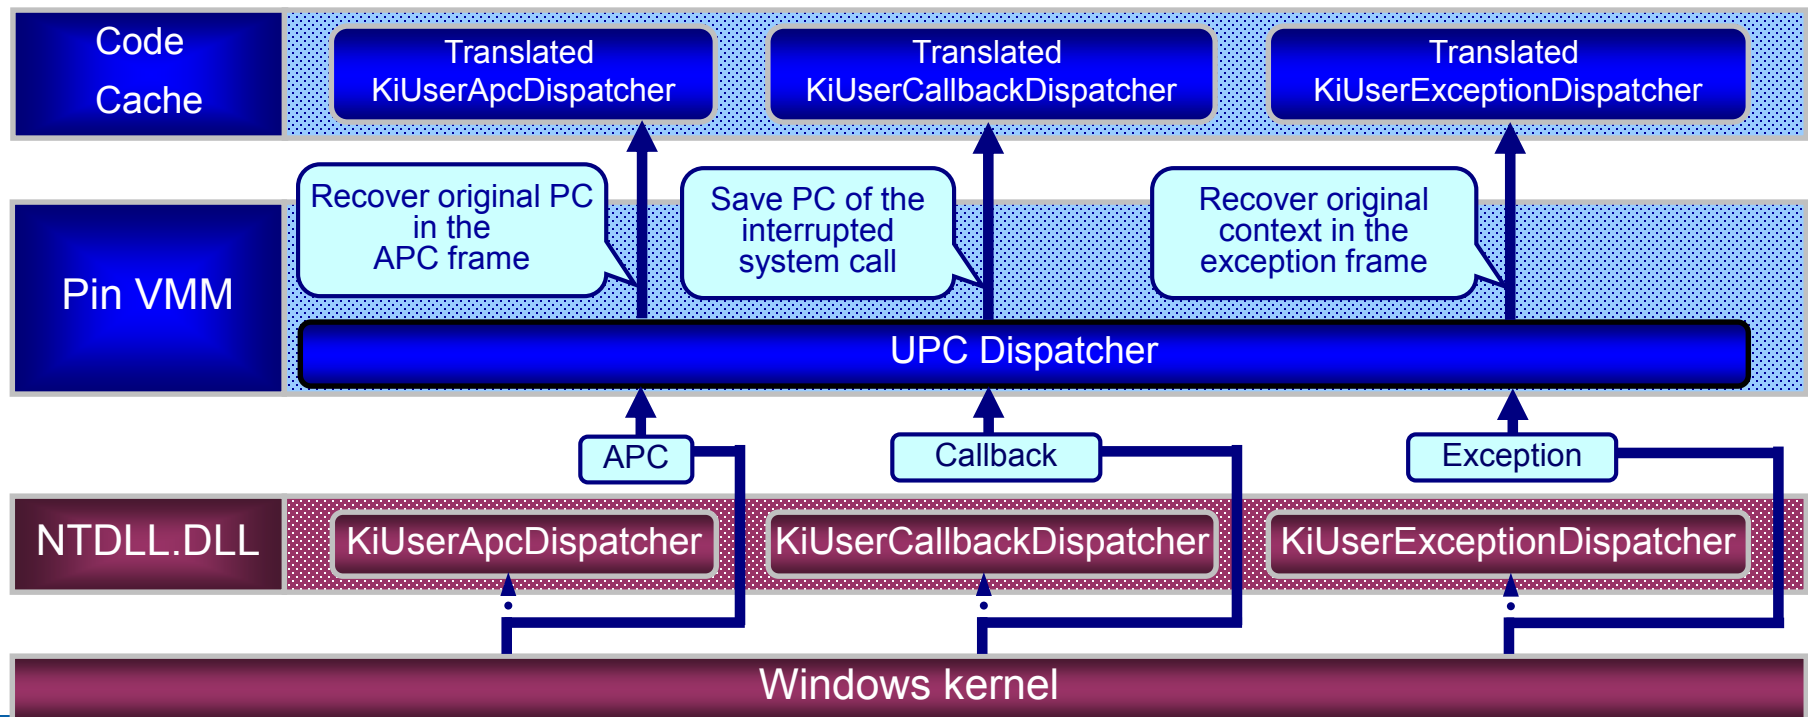 Code
Cache
Translated
KiUserApcDispatcher
Translated
KiUserCallbackDispatcher
Translated
KiUserExceptionDispatcher
Pin VMM
Recover original PC
in the
APC frame
Save PC of the
interrupted
system call
Recover original
context in the
exception frame
UPC Dispatcher
APC
Callback
Exception
NTDLL.DLL
KiUserApcDispatcher
KiUserCallbackDispatcher
KiUserExceptionDispatcher
Windows kernel